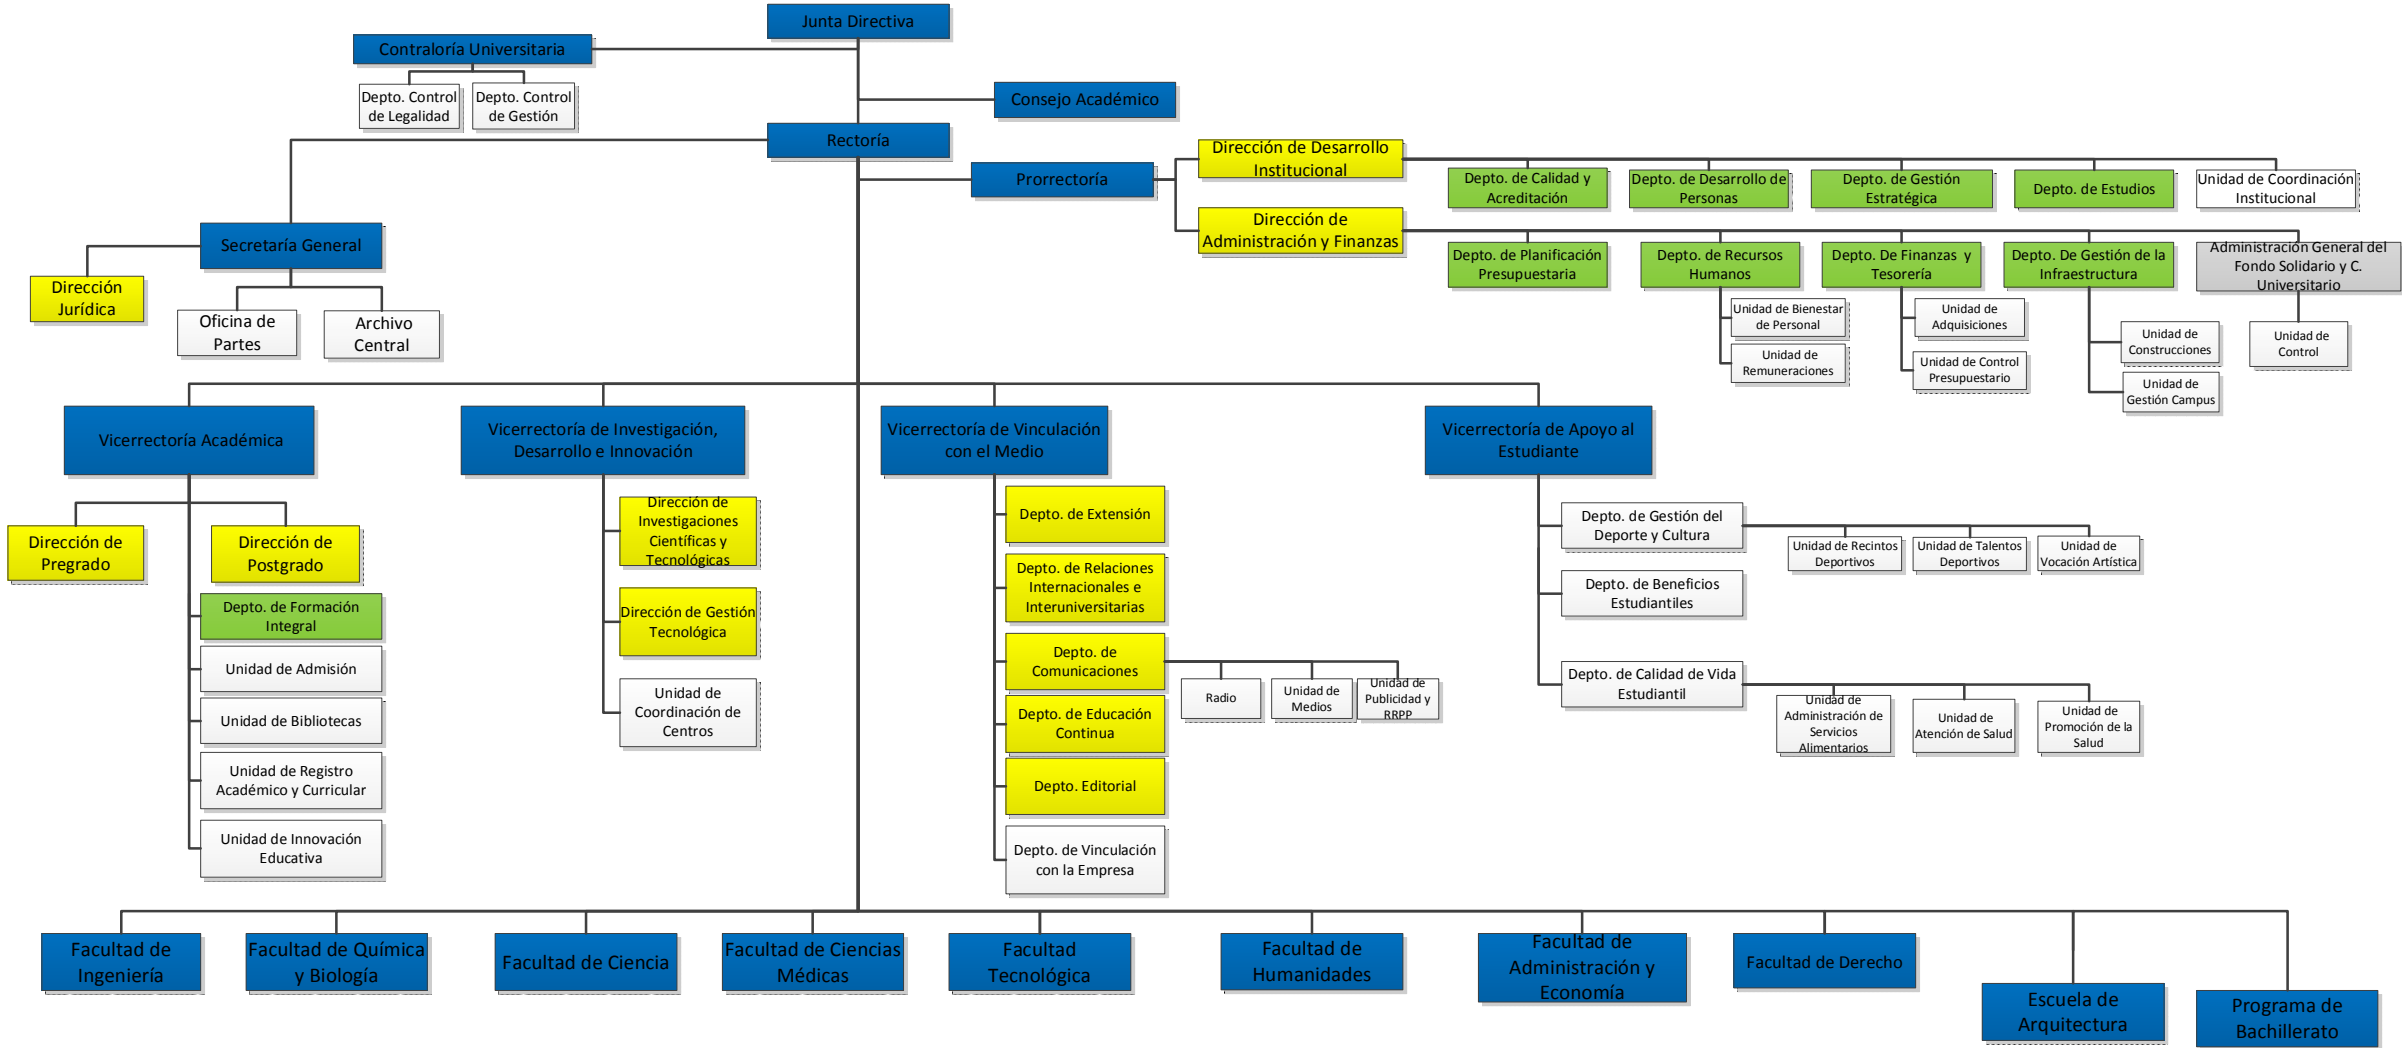 Junta Directiva
Contraloría Universitaria
Depto. Control
de Legalidad
Depto. Control
de Gestión
Consejo Académico
Rectoría
Prorrectoría
Dirección de Desarrollo
Institucional
Depto. de Calidad y
Acreditación
Depto. de Desarrollo de
Personas
Depto. de Gestión
Estratégica
Depto. de Estudios
Unidad de Coordinación
Institucional
Dirección de
Administración y Finanzas
Depto. de Planificación
Presupuestaria
Depto. de Recursos
Humanos
Depto. De Finanzas y
Tesorería
Depto. De Gestión de la
Infraestructura
Administración General del
Fondo Solidario y C.
Universitario
Unidad de Bienestar
de Personal
Unidad de
Remuneraciones
Unidad de
Adquisiciones
Unidad de Control
Presupuestario
Unidad de
Construcciones
Unidad de
Gestión Campus
Unidad de
Control
Secretaría General
Dirección
Jurídica
Oficina de
Partes
Archivo
Central
Vicerrectoría Académica
Dirección de
Pregrado
Dirección de
Postgrado
Depto. de Formación
Integral
Unidad de Admisión
Unidad de Bibliotecas
Unidad de Registro
Académico y Curricular
Unidad de Innovación
Educativa
Vicerrectoría de Investigación,
Desarrollo e Innovación
Dirección de
Investigaciones
Científicas y
Tecnológicas
Dirección de Gestión
Tecnológica
Unidad de
Coordinación de
Centros
Vicerrectoría de Vinculación
con el Medio
Depto. de Extensión
Depto. de Relaciones
Internacionales e
Interuniversitarias
Depto. de
Comunicaciones
Radio
Unidad de
Medios
Unidad de
Publicidad y
RRPP
Depto. de Educación
Continua
Depto. Editorial
Depto. de Vinculación
con la Empresa
Vicerrectoría de Apoyo al
Estudiante
Depto. de Gestión del
Deporte y Cultura
Unidad de Recintos
Deportivos
Unidad de Talentos
Deportivos
Unidad de
Vocación Artística
Depto. de Beneficios
Estudiantiles
Depto. de Calidad de Vida
Estudiantil
Unidad de
Administración de
Servicios
Alimentarios
Unidad de
Atención de Salud
Unidad de
Promoción de la
Salud
Facultad de
Ingeniería
Facultad de Química
y Biología
Facultad de Ciencia
Facultad de Ciencias
Médicas
Facultad
Tecnológica
Facultad de
Humanidades
Facultad de
Administración y
Economía
Facultad de Derecho
Escuela de
Arquitectura
Programa de
Bachillerato